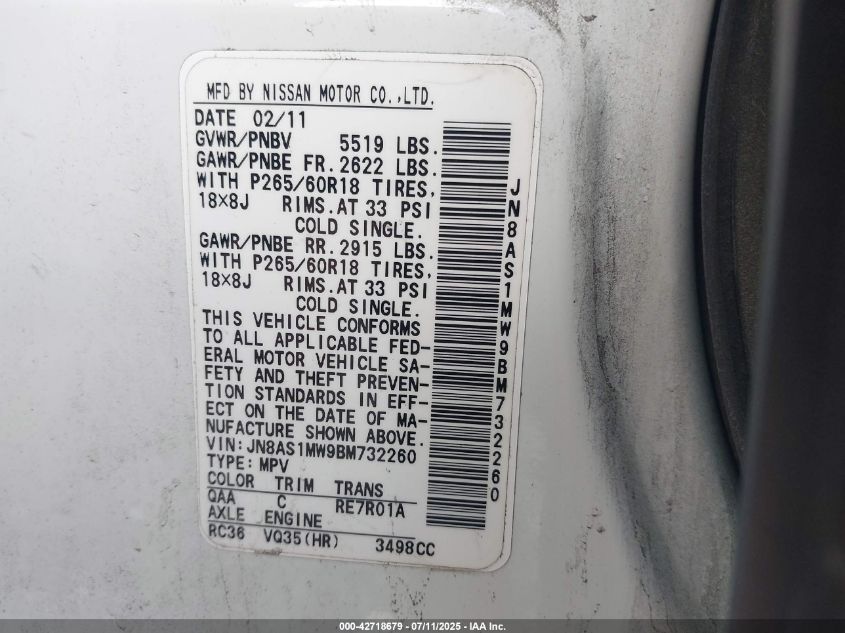 MFD BY NISSAN MOTOR CO.,LTD.
DATE 02/11
GVWR/PNBV 5519 LBS.
GAWR/PNBE FR. 2622 LBS.
WITH P265/60R18 TIRES,
18×8J RIMS.AT 33 PSI
COLD SINGLE.
GAWR/PNBE RR. 2915 LBS.
WITH P265/60R18 TIRES,
18×8J RIMS.AT 33 PSI
COLD SINGLE.
THIS VEHICLE CONFORMS
TO ALL APPLICABLE FED-
ERAL MOTOR VEHICLE SA-
FETY AND THEFT PREVEN-
TION STANDARDS IN EFF-
ECT ON THE DATE OF MA-
NUFACTURE SHOWN ABOVE.
VIN: JN8AS1MW9BM732260
TYPE: MPV
COLOR TRIM TRANS
QAA C RE7R01A
AXLE ENGINE
RC36 VQ35(HR) 3498CC
JN8AS1MW9BM732260
000-42718679 - 07/11/2025 - IAA Inc.